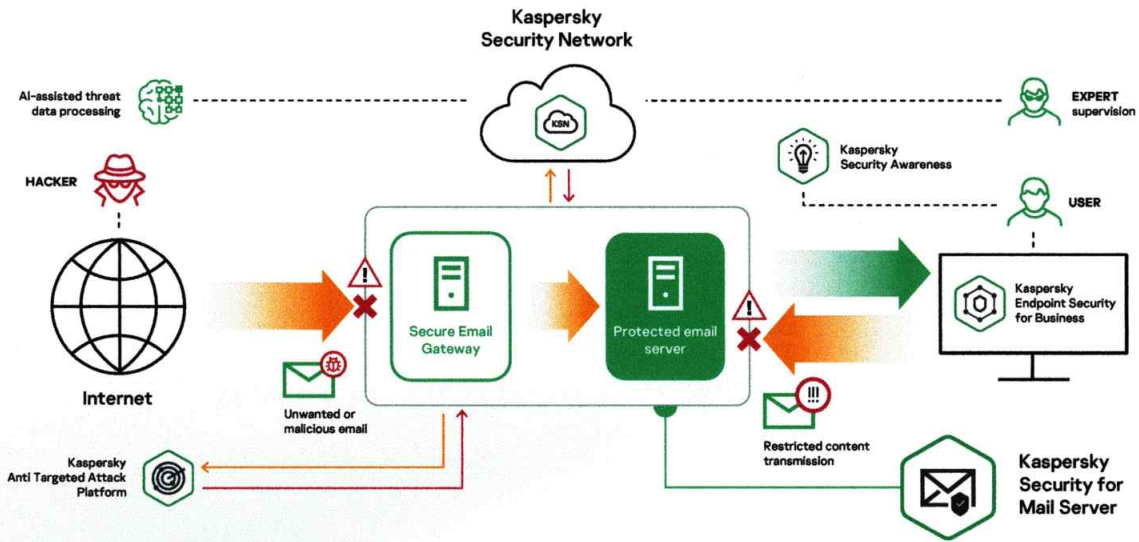 Kaspersky
Security Network
AI-assisted threat
data processing
KSN
EXPERT
supervision
HACKER
Kaspersky
Security Awareness
USER
!
Secure Email
Gateway
!
Protected email
server
Kaspersky
Endpoint Security
for Business
Internet
Unwanted or
malicious email
!!!
Restricted content
transmission
Kaspersky
Anti Targeted Attack
Platform
Kaspersky
Security for
Mail Server